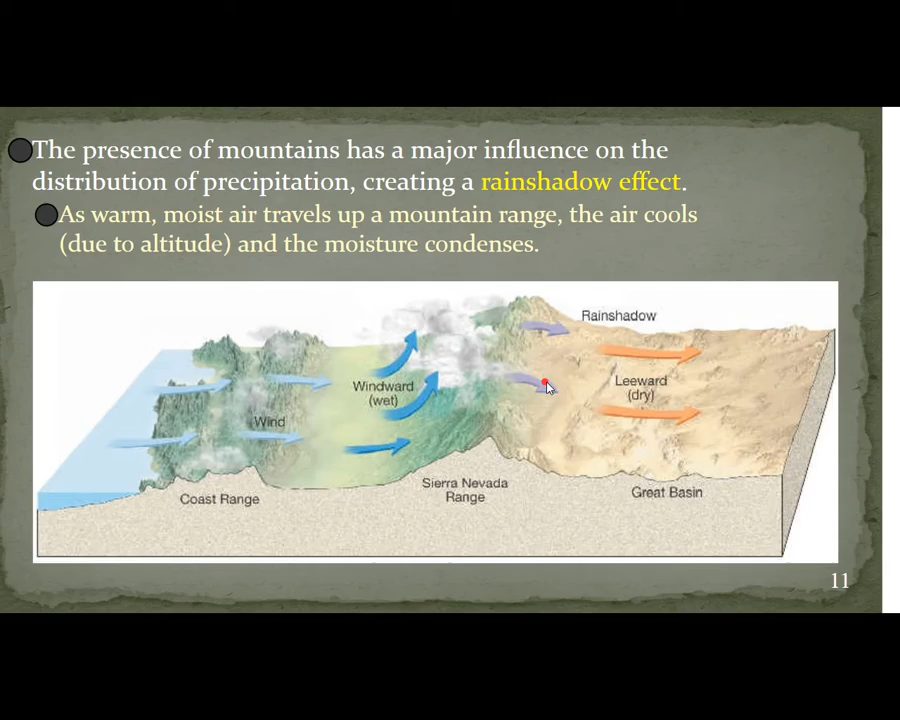 The presence of mountains has a major influence on the
distribution of precipitation, creating a rainshadow effect.
As warm, moist air travels up a mountain range, the air cools
(due to altitude) and the moisture condenses.
Rainshadow
Windward
(wet)
Leeward
(dry)
Wind
Coast Range
Sierra Nevada
Range
Great Basin
11